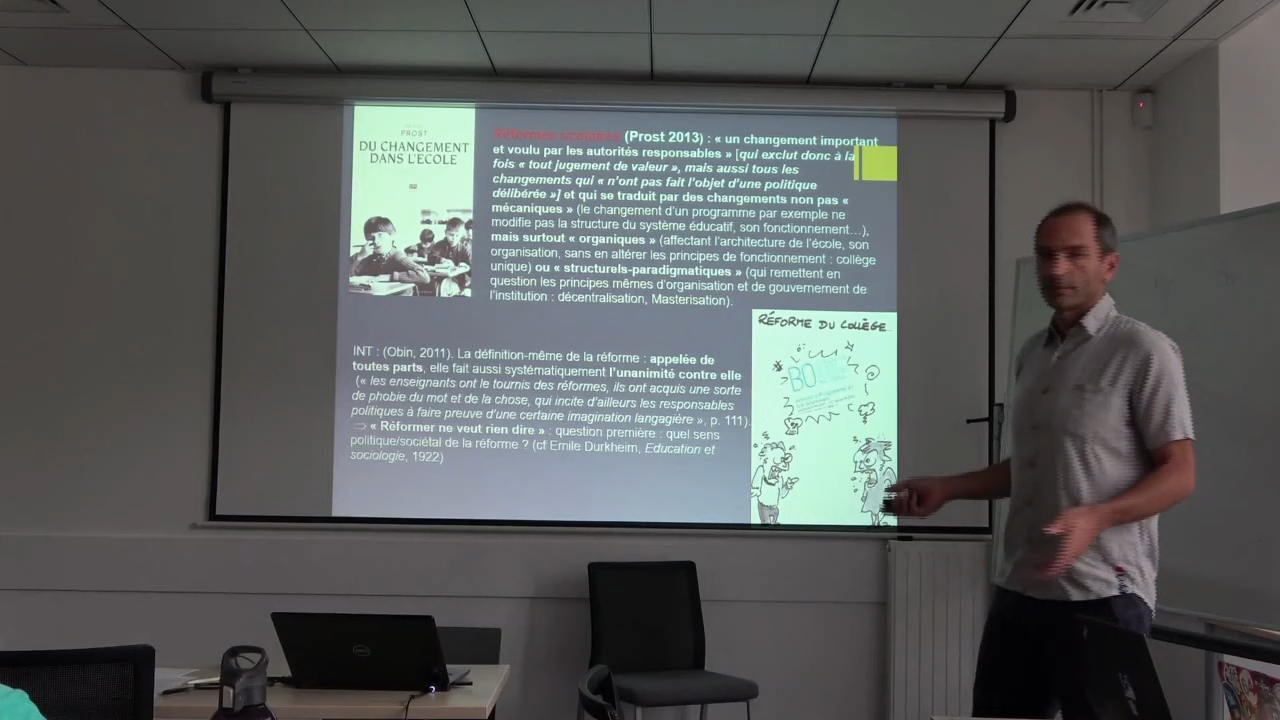 PROST
DU CHANGEMENT
DANS L'ECOLE
Réformes scolaires (Prost 2013) : « un changement important
et voulu par les autorités responsables » [qui exclut donc à la
fois « tout jugement de valeur », mais aussi tous les
changements qui « n'ont pas fait l'objet d'une politique
délibérée »] et qui se traduit par des changements non pas «
mécaniques » (le changement d'un programme par exemple ne
modifie pas la structure du système éducatif, son fonctionnement…),
mais surtout « organiques » (affectant l'architecture de l'école, son
organisation, sans en altérer les principes de fonctionnement : collège
unique) ou « structurels-paradigmatiques » (qui remettent en
question les principes mêmes d'organisation et de gouvernement de
l'institution : décentralisation, Masterisation).
INT : (Obin, 2011). La définition-même de la réforme : appelée de
toutes parts, elle fait aussi systématiquement l'unanimité contre elle
(« les enseignants ont le tournis des réformes, ils ont acquis une sorte
de phobie du mot et de la chose, qui incite d'ailleurs les responsables
politiques à faire preuve d'une certaine imagination langagière », p. 111).
⇒ « Réformer ne veut rien dire » : question première : quel sens
politique/sociétal de la réforme ? (cf Emile Durkheim, Education et
sociologie, 1922)
RÉFORME DU COLLÈGE
BO
DELL